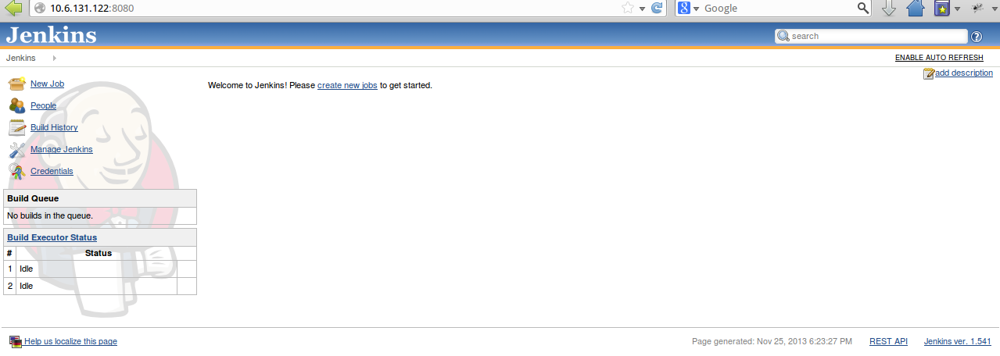 10.6.131.122:8080
Google
Jenkins
search
Jenkins
ENABLE AUTO REFRESH
add description
New Job
People
Build History
Manage Jenkins
Credentials
Welcome to Jenkins! Please create new jobs to get started.
Build Queue
No builds in the queue.
Build Executor Status
# Status
1 Idle
2 Idle
Help us localize this page
Page generated: Nov 25, 2013 6:23:27 PM REST API Jenkins ver. 1.541